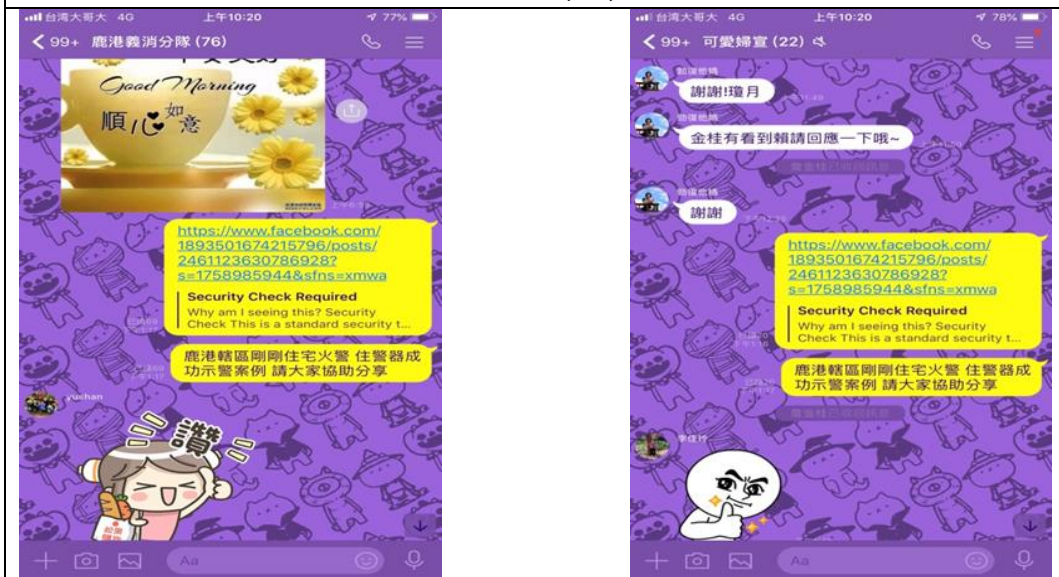 台灣大哥大 4G 上午10:20 77%
99+ 鹿港義消分隊 (76)
Good Morning
順心如意
https://www.facebook.com/
1893501674215796/posts/
2461123630786928?
s=1758985944&sfns=xmwa
Security Check Required
Why am I seeing this? Security
Check This is a standard security t...
鹿港轄區剛剛住宅火警 住警器成
功示警案例 請大家協助分享
yuchan
讚
Aa
台灣大哥大 4G 上午10:20 78%
99+ 可愛婦宣 (22)
謝謝!瓊月
金桂有看到賴請回應一下哦~
謝謝
https://www.facebook.com/
1893501674215796/posts/
2461123630786928?
s=1758985944&sfns=xmwa
Security Check Required
Why am I seeing this? Security
Check This is a standard security t...
鹿港轄區剛剛住宅火警 住警器成
功示警案例 請大家協助分享
Aa